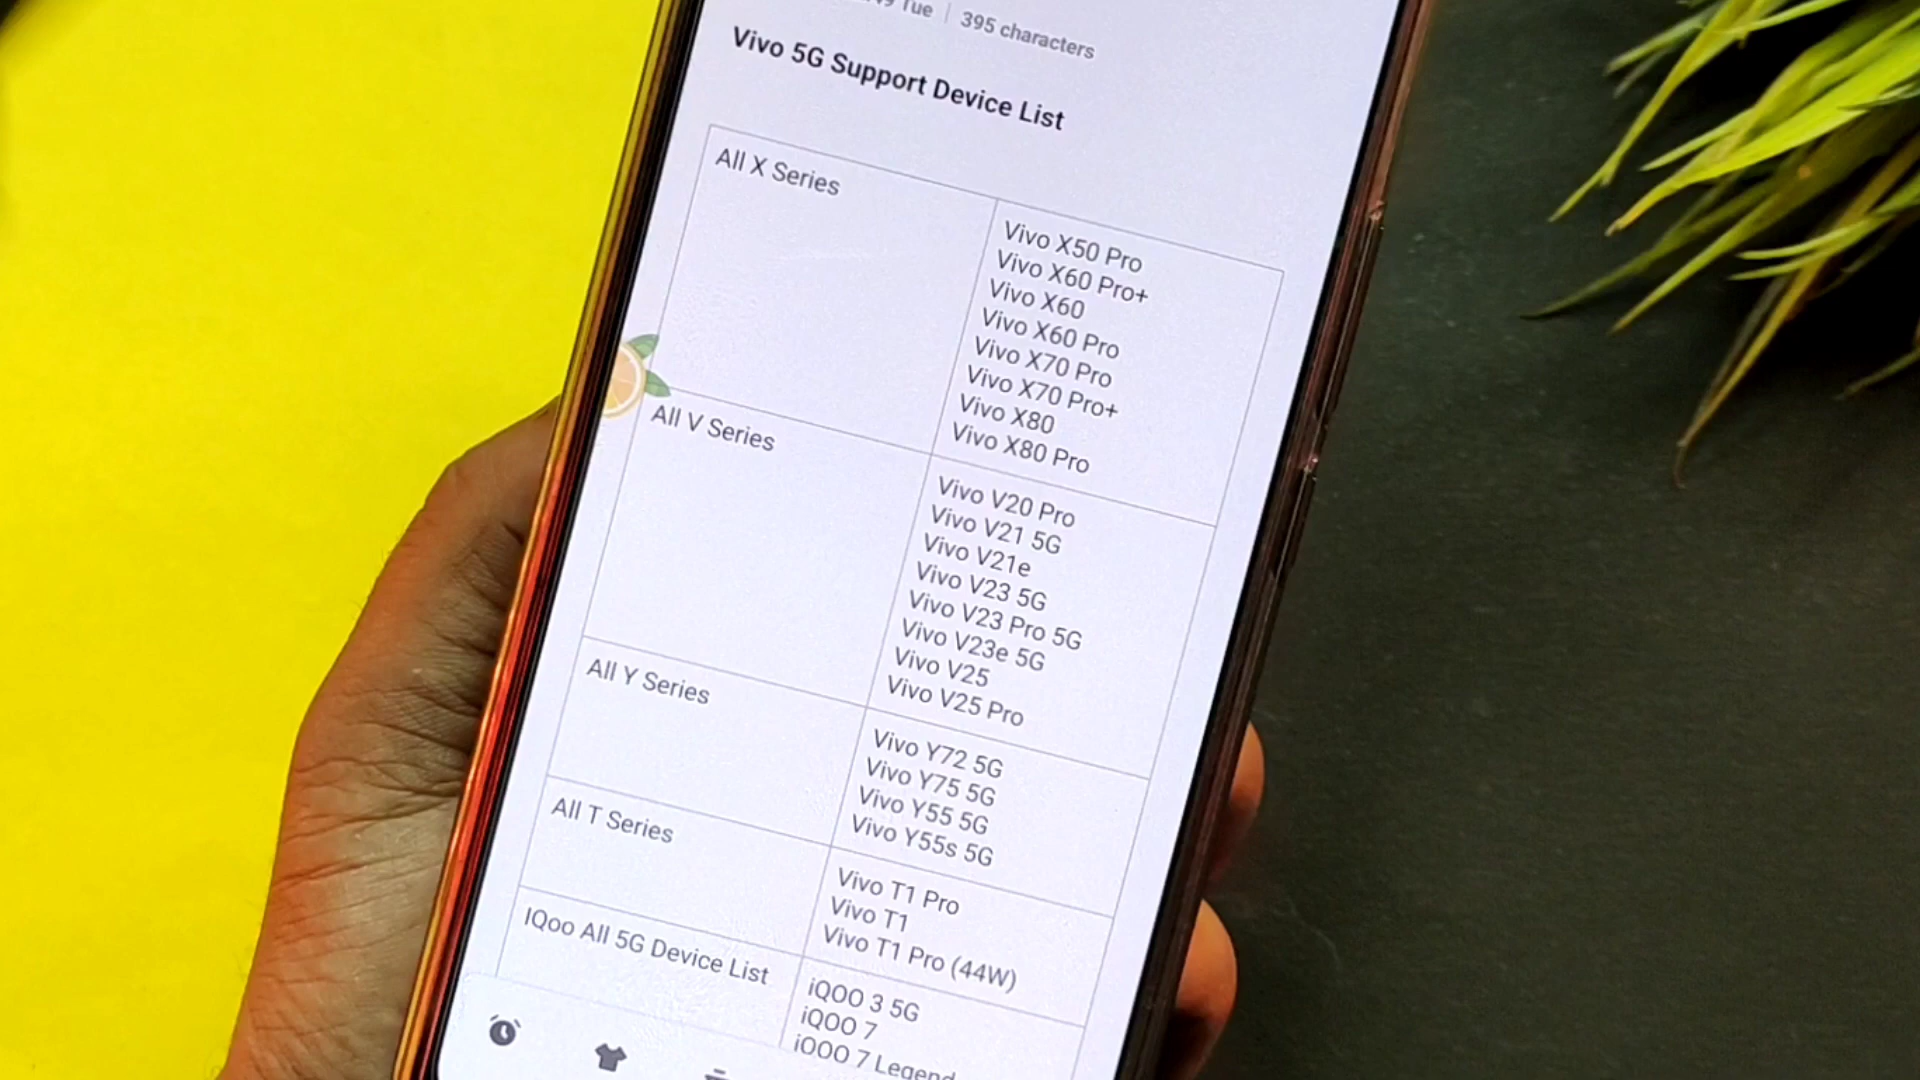 Tue | 395 characters
Vivo 5G Support Device List
All X Series
Vivo X50 Pro
Vivo X60 Pro+
Vivo X60
Vivo X60 Pro
Vivo X70 Pro
Vivo X70 Pro+
Vivo X80
Vivo X80 Pro
All V Series
Vivo V20 Pro
Vivo V21 5G
Vivo V21e
Vivo V23 5G
Vivo V23 Pro 5G
Vivo V23e 5G
Vivo V25
Vivo V25 Pro
All Y Series
Vivo Y72 5G
Vivo Y75 5G
Vivo Y55 5G
Vivo Y55s 5G
All T Series
Vivo T1 Pro
Vivo T1
Vivo T1 Pro (44W)
IQoo All 5G Device List
iQOO 3 5G
iQOO 7
iQOO 7 Legend